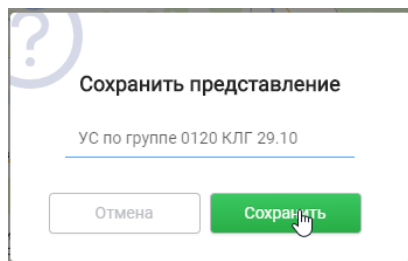 ?
Сохранить представление
УС по группе 0120 КЛГ 29.10
Отмена
Сохранить